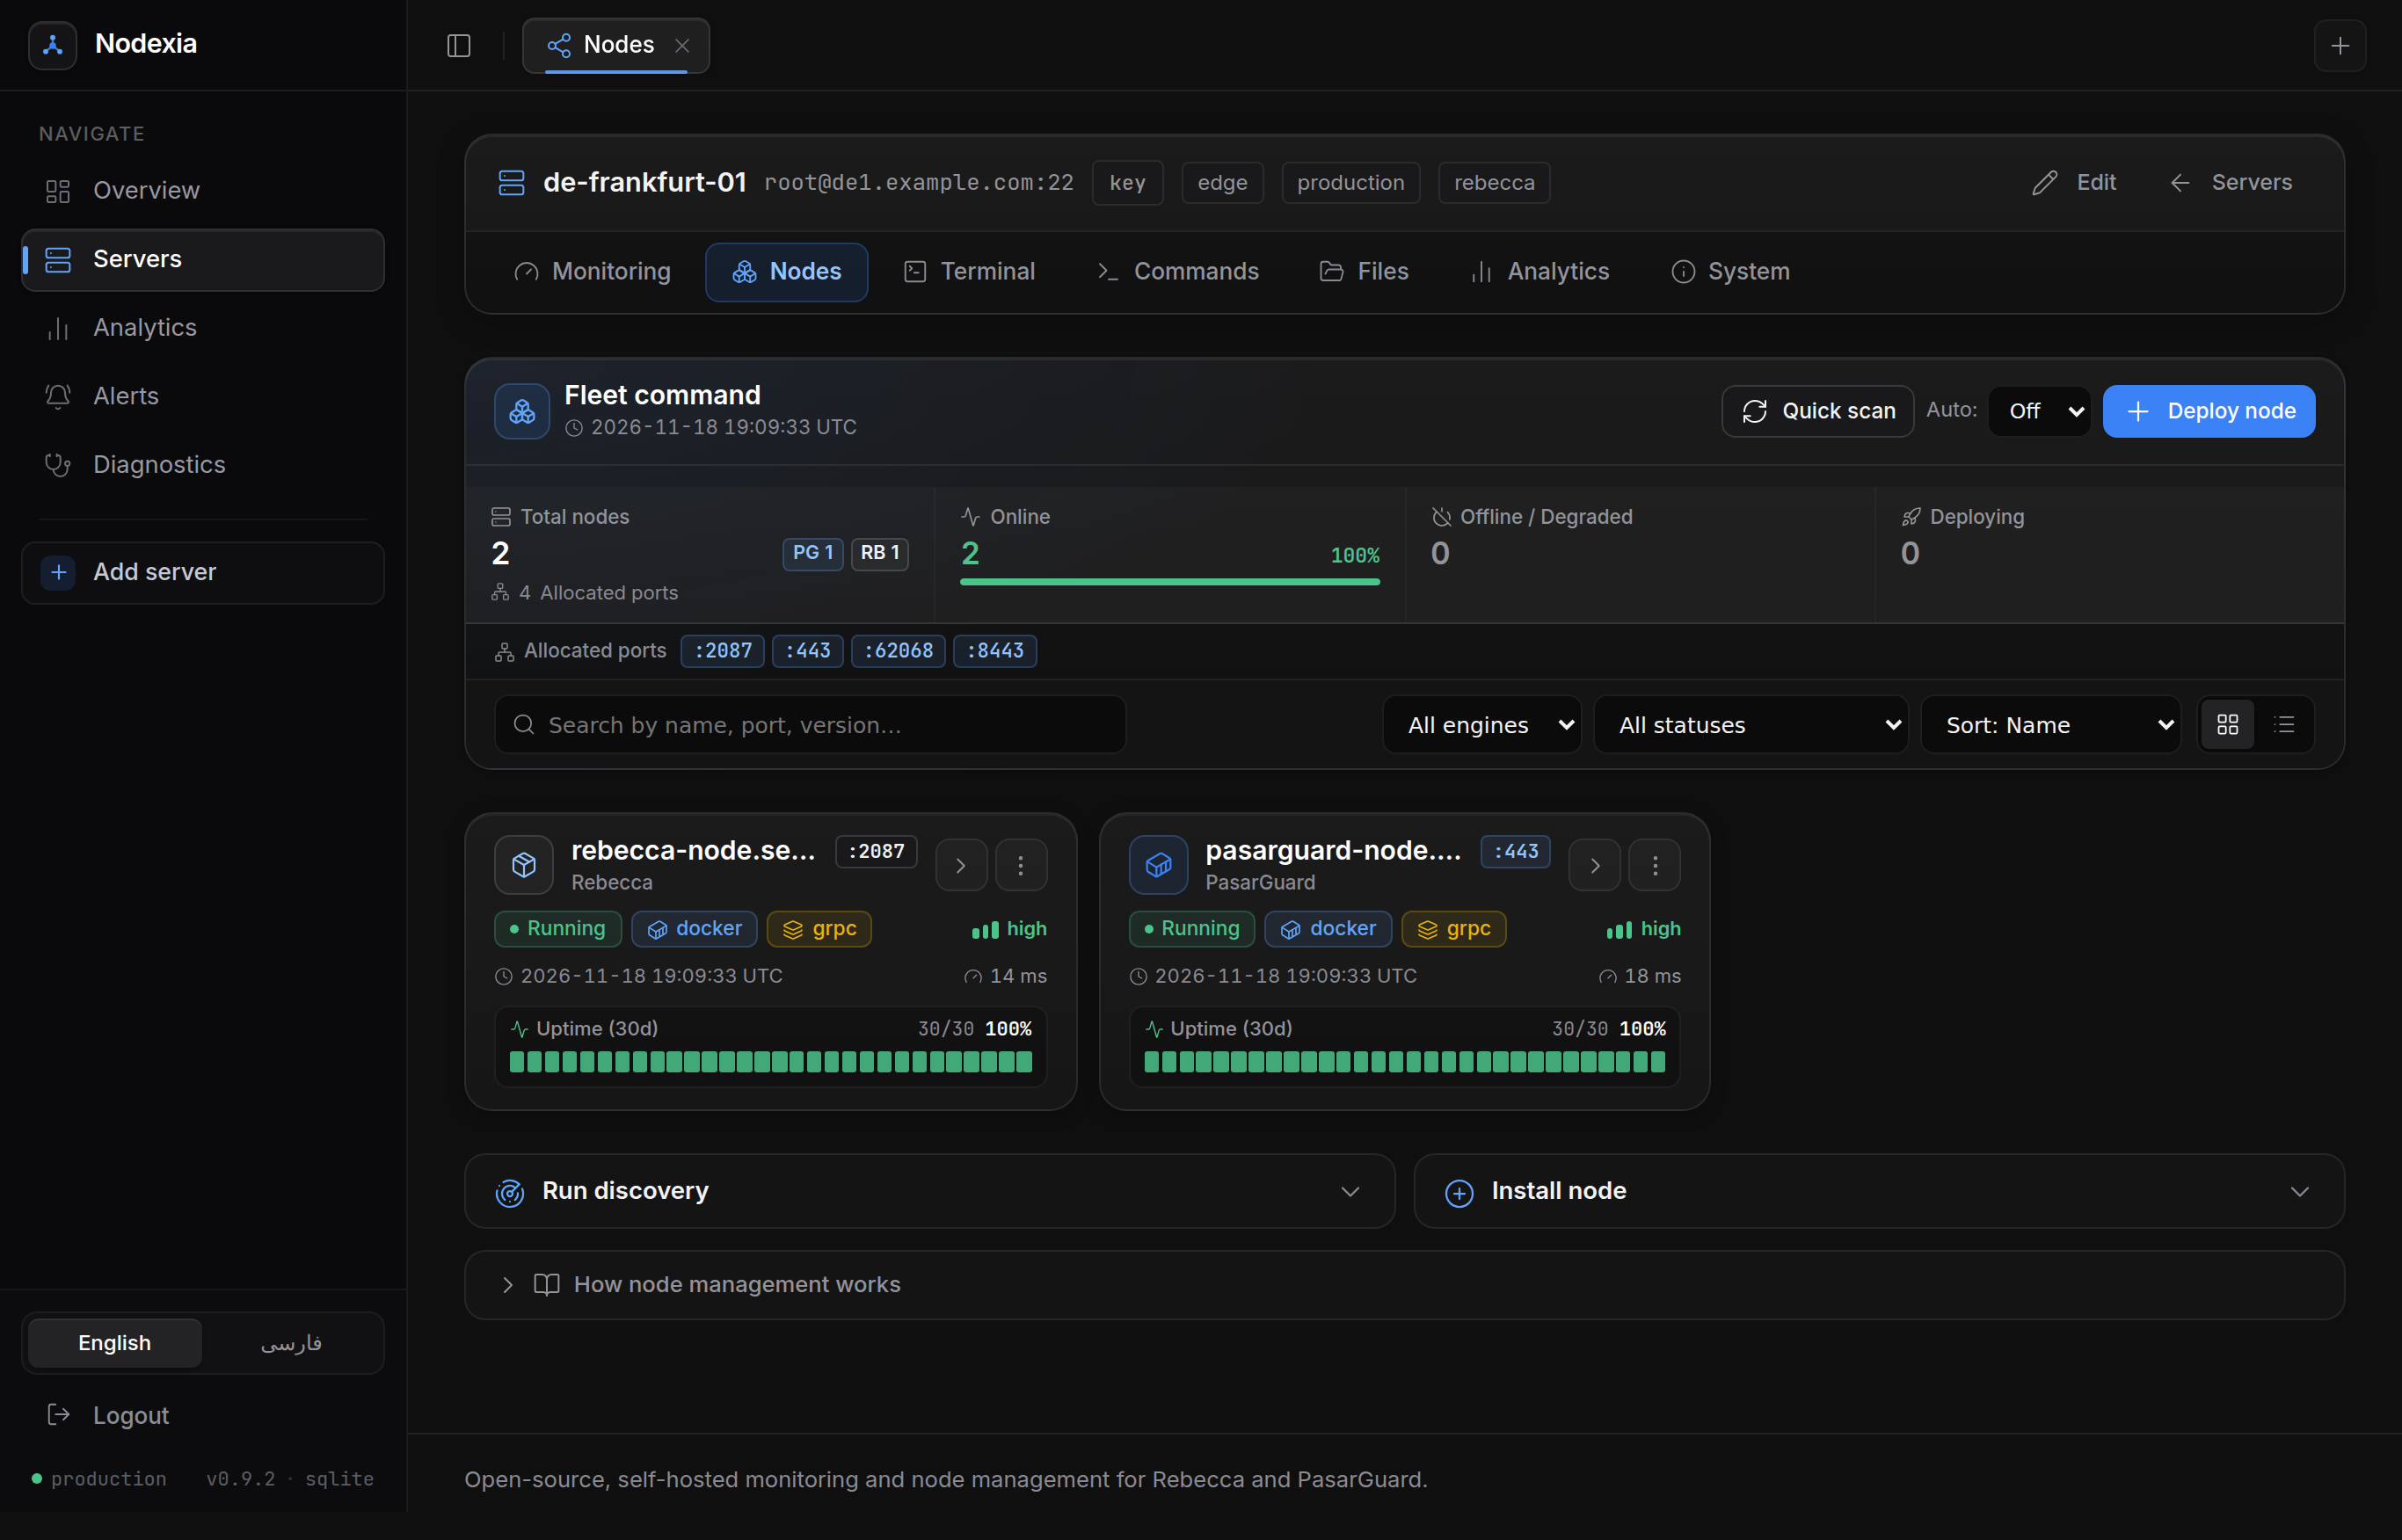 Nodexia
NAVIGATE
Overview
Servers
Analytics
Alerts
Diagnostics
Add server
English
فارسی
Logout
production v0.9.2 · sqlite
Nodes
de-frankfurt-01 root@de1.example.com:22 key edge production rebecca Edit Servers
Monitoring Nodes Terminal Commands Files Analytics System
Fleet command
2026-11-18 19:09:33 UTC
Quick scan Auto: Off Deploy node
Total nodes
2 PG 1 RB 1
4 Allocated ports
Online
2 100%
Offline / Degraded
0
Deploying
0
Allocated ports :2087 :443 :62068 :8443
Search by name, port, version... All engines All statuses Sort: Name
rebecca-node.se... :2087
Rebecca
Running docker grpc high
2026-11-18 19:09:33 UTC 14 ms
Uptime (30d) 30/30 100%
pasarguard-node.... :443
PasarGuard
Running docker grpc high
2026-11-18 19:09:33 UTC 18 ms
Uptime (30d) 30/30 100%
Run discovery
Install node
How node management works
Open-source, self-hosted monitoring and node management for Rebecca and PasarGuard.